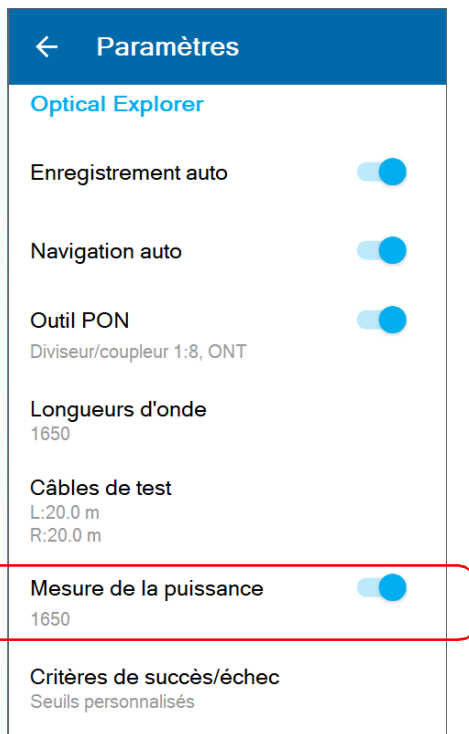 Paramètres
Optical Explorer
Enregistrement auto
Navigation auto
Outil PON
Diviseur/coupleur 1:8, ONT
Longueurs d'onde
1650
Câbles de test
L:20.0 m
R:20.0 m
Mesure de la puissance
1650
Critères de succès/échec
Seuils personnalisés